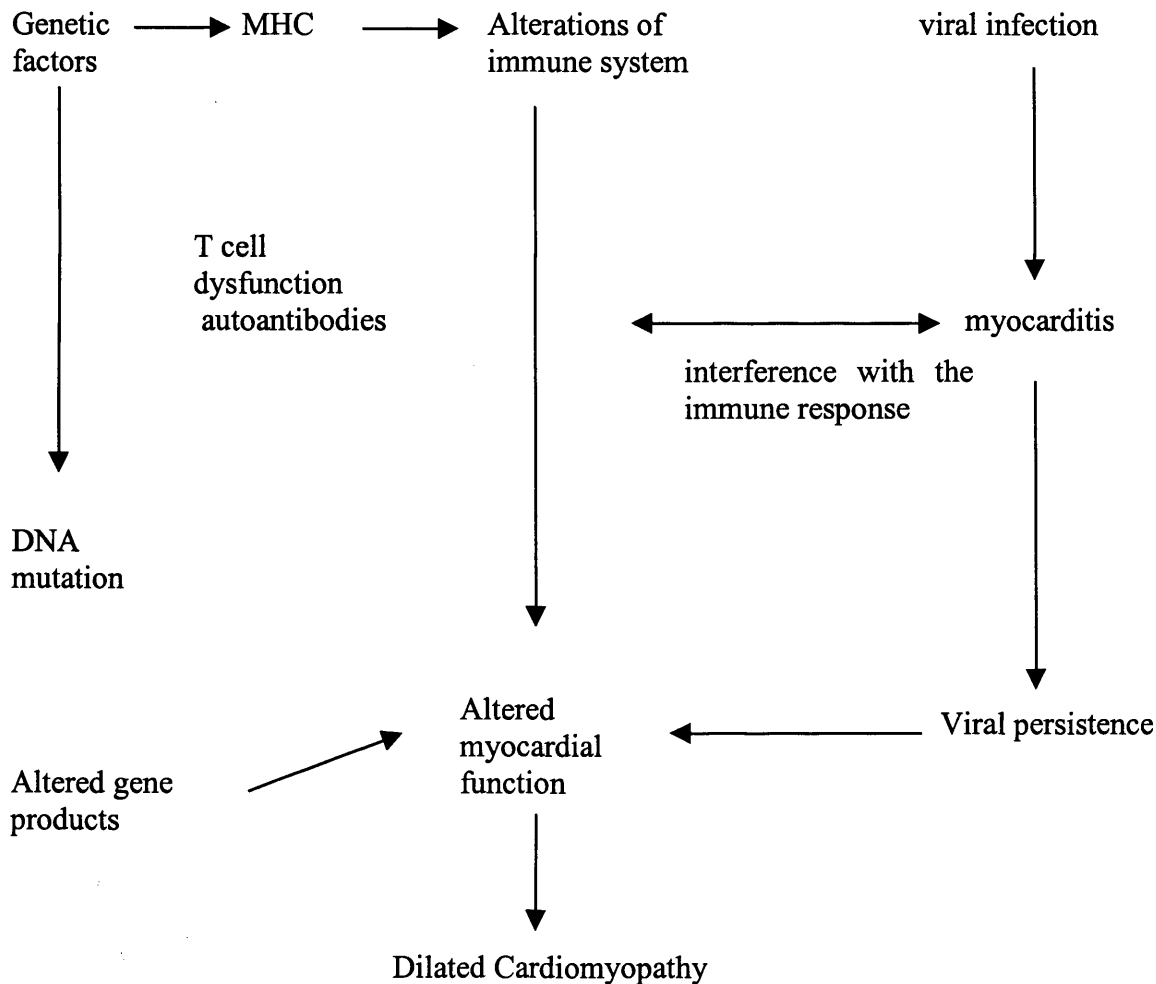 Genetic
factors
MHC
Alterations of
immune system
viral infection
T cell
dysfunction
autoantibodies
myocarditis
interference with the
immune response
DNA
mutation
Altered
myocardial
function
Viral persistence
Altered gene
products
Dilated Cardiomyopathy